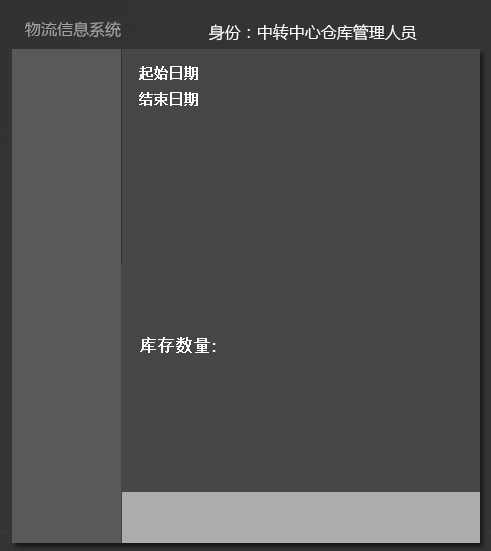 物流信息系统
身份：中转中心仓库管理人员
起始日期
结束日期
库存数量: